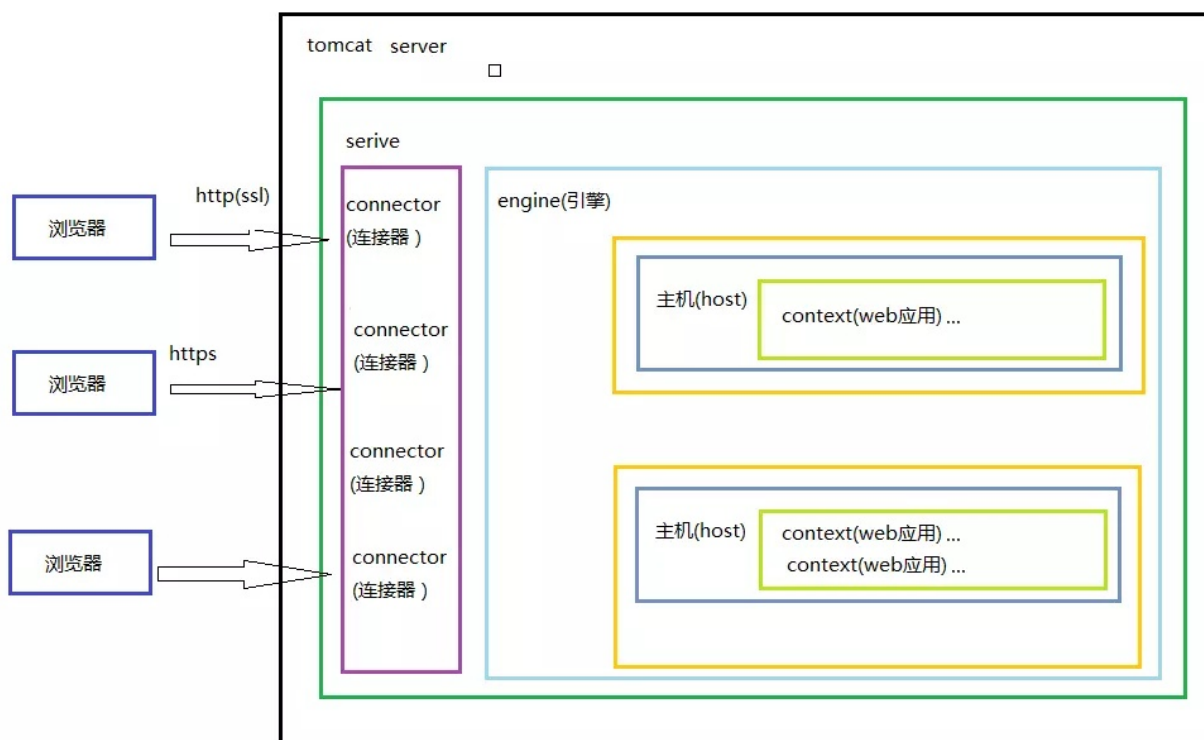 tomcat server
serive
http(ssl)
浏览器
connector
(连接器 )
engine(引擎)
主机(host)
context(web应用) ...
https
浏览器
connector
(连接器 )
connector
(连接器 )
主机(host)
context(web应用) ...
context(web应用) ...
浏览器
connector
(连接器 )